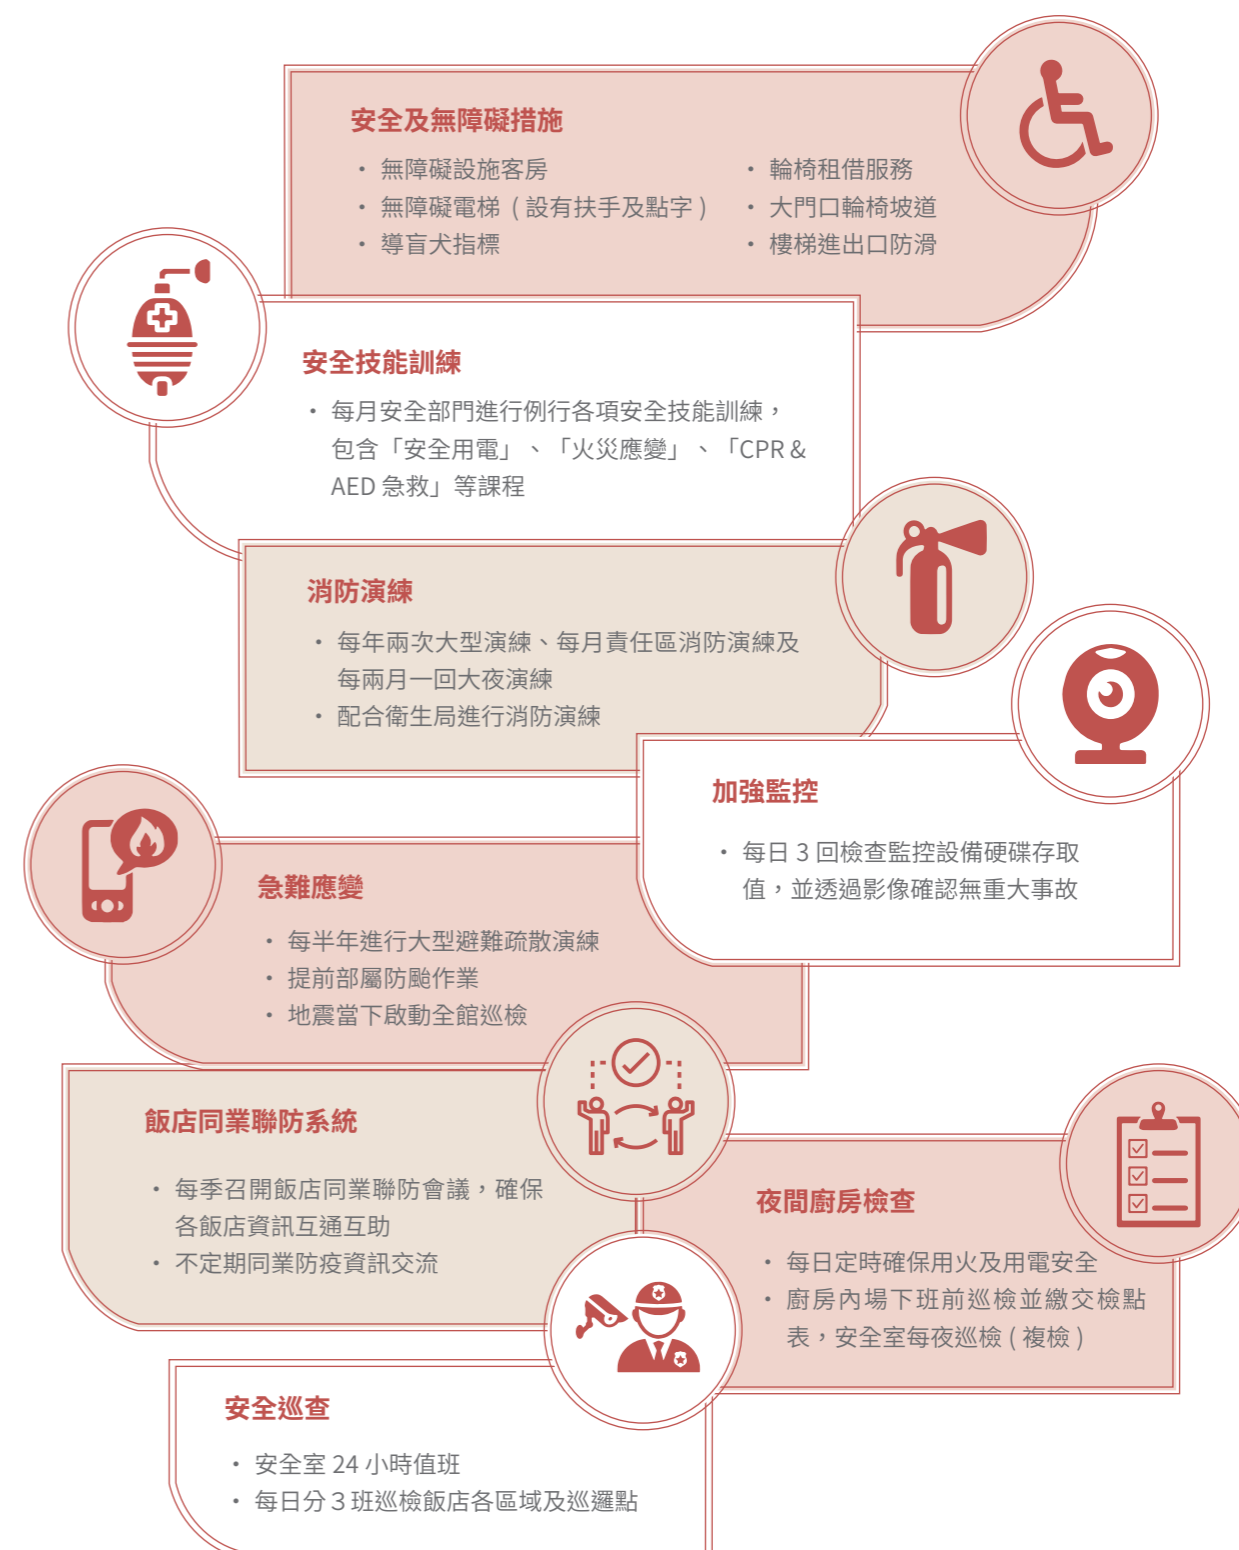 安全及無障礙措施
・ 無障礙設施客房
・ 無障礙電梯 ( 設有扶手及點字 )
・ 導盲犬指標
・ 輪椅租借服務
・ 大門口輪椅坡道
・ 樓梯進出口防滑
安全技能訓練
・ 每月安全部門進行例行各項安全技能訓練，
包含「安全用電」、「火災應變」、「CPR &
AED 急救」等課程
消防演練
・ 每年兩次大型演練、每月責任區消防演練及
每兩月一回大夜演練
・ 配合衛生局進行消防演練
加強監控
・ 每日 3 回檢查監控設備硬碟存取
值，並透過影像確認無重大事故
急難應變
・ 每半年進行大型避難疏散演練
・ 提前部屬防颱作業
・ 地震當下啟動全館巡檢
飯店同業聯防系統
・ 每季召開飯店同業聯防會議，確保
各飯店資訊互通互助
・ 不定期同業防疫資訊交流
夜間廚房檢查
・ 每日定時確保用火及用電安全
・ 廚房內場下班前巡檢並繳交檢點
表，安全室每夜巡檢 ( 複檢 )
安全巡查
・ 安全室 24 小時值班
・ 每日分 3 班巡檢飯店各區域及巡邏點